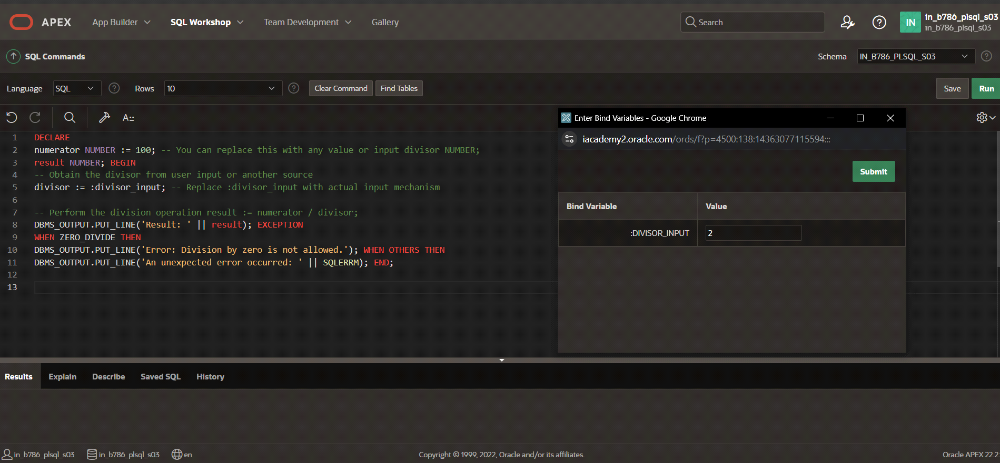 APEX App Builder SQL Workshop Team Development Gallery Search IN in_b786_plsql_s03
in_b786_plsql_s03
SQL Commands Schema IN_B786_PLSQL_S03
Language SQL Rows 10 Clear Command Find Tables Save Run
A::
1 DECLARE
2 numerator NUMBER := 100; -- You can replace this with any value or input divisor NUMBER;
3 result NUMBER; BEGIN
4 -- Obtain the divisor from user input or another source
5 divisor := :divisor_input; -- Replace :divisor_input with actual input mechanism
6
7 -- Perform the division operation result := numerator / divisor;
8 DBMS_OUTPUT.PUT_LINE('Result: ' || result); EXCEPTION
9 WHEN ZERO_DIVIDE THEN
10 DBMS_OUTPUT.PUT_LINE('Error: Division by zero is not allowed.'); WHEN OTHERS THEN
11 DBMS_OUTPUT.PUT_LINE('An unexpected error occurred: ' || SQLERRM); END;
12
13
Enter Bind Variables - Google Chrome
iacademy2.oracle.com/ords/f?p=4500:138:14363077115594:::
Submit
Bind Variable Value
:DIVISOR_INPUT 2
Results Explain Describe Saved SQL History
in_b786_plsql_s03 in_b786_plsql_s03 en Copyright © 1999, 2022, Oracle and/or its affiliates. Oracle APEX 22.2